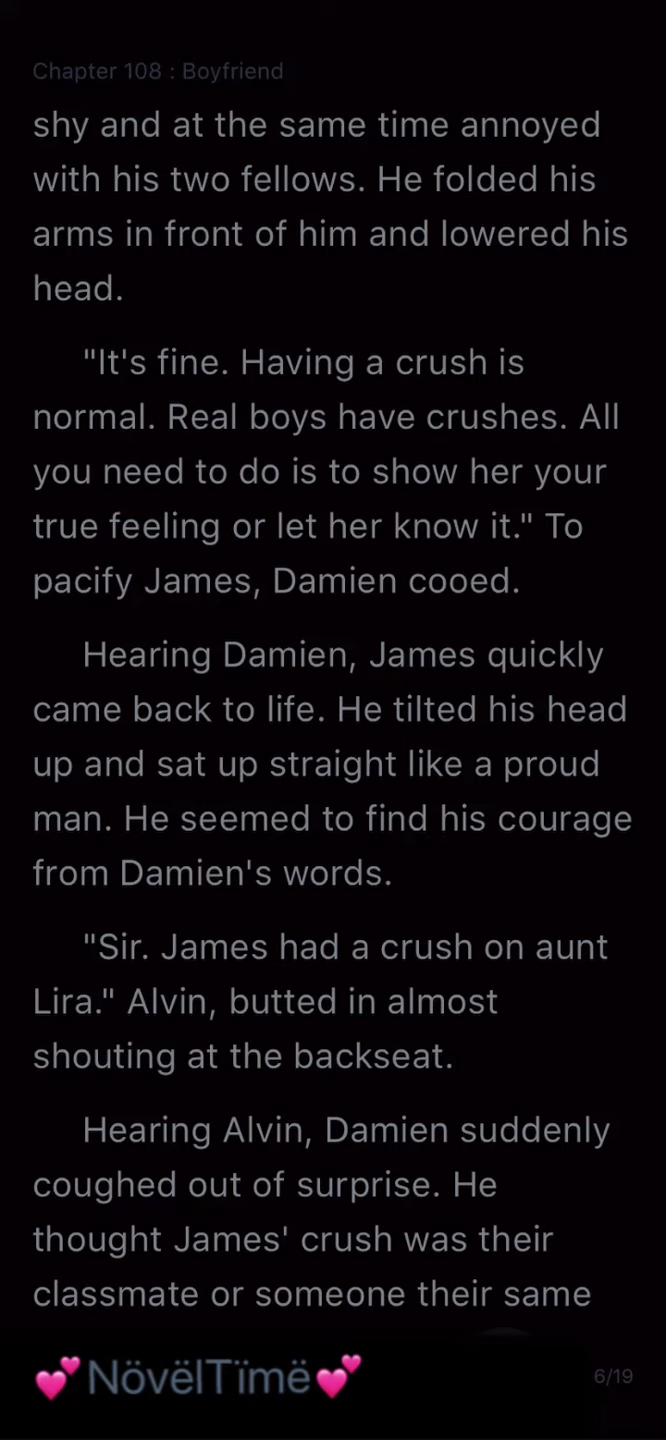 Chapter 108 : Boyfriend
shy and at the same time annoyed
with his two fellows. He folded his
arms in front of him and lowered his
head.
"It's fine. Having a crush is
normal. Real boys have crushes. All
you need to do is to show her your
true feeling or let her know it." To
pacify James, Damien cooed.
Hearing Damien, James quickly
came back to life. He tilted his head
up and sat up straight like a proud
man. He seemed to find his courage
from Damien's words.
"Sir. James had a crush on aunt
Lira." Alvin, butted in almost
shouting at the backseat.
Hearing Alvin, Damien suddenly
coughed out of surprise. He
thought James' crush was their
classmate or someone their same
💕NövëlTïmë💕
6/19